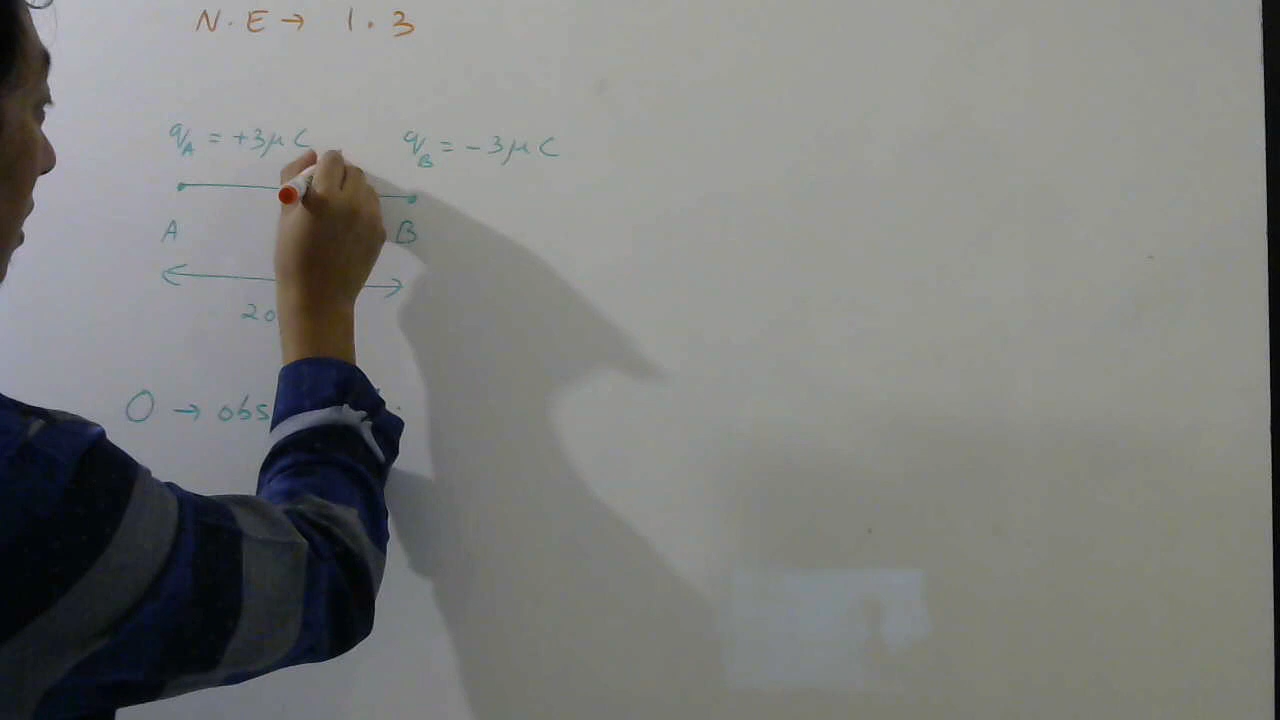 N.E → 1.3
q_A = +3μC q_B = -3μC
A B
20
O → obs